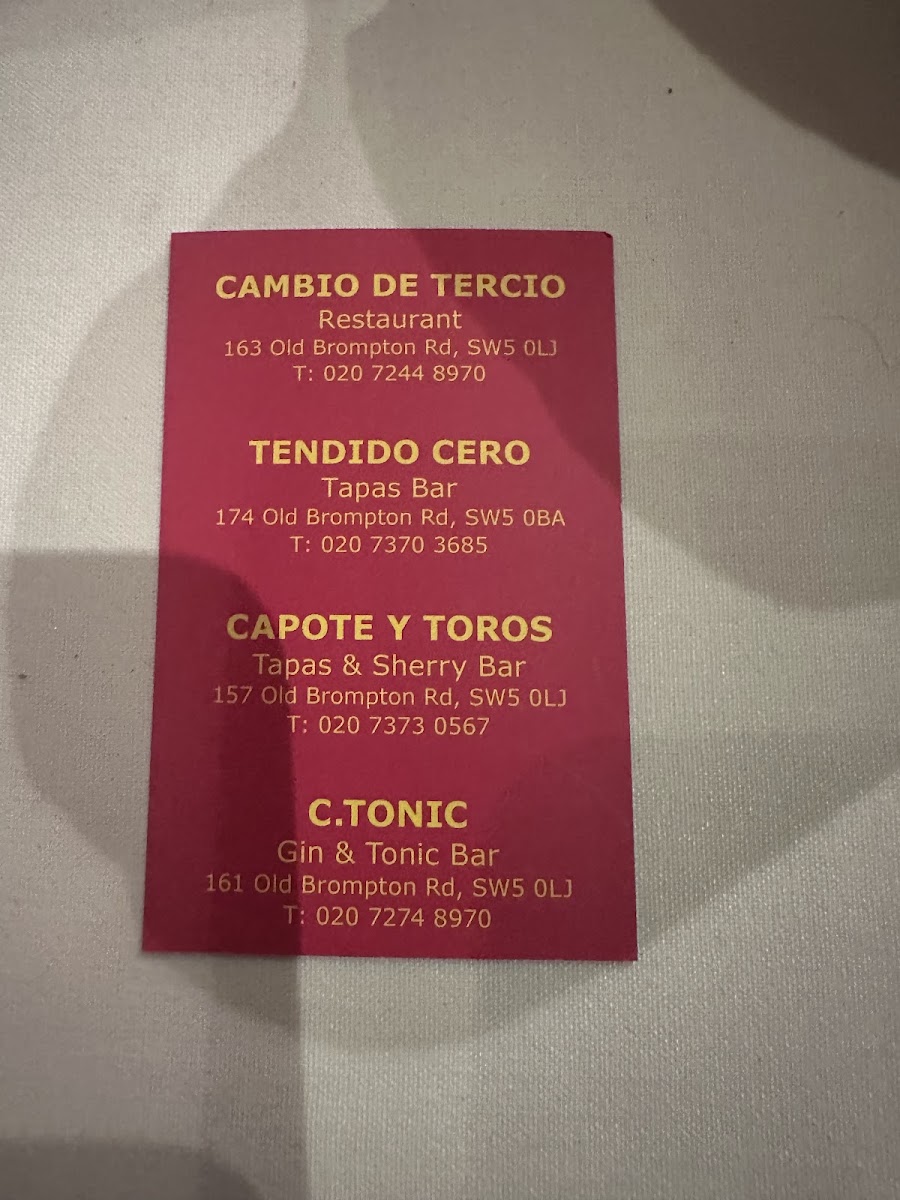 CAMBIO DE TERCIO
Restaurant
163 Old Brompton Rd, SW5 0LJ
T: 020 7244 8970
TENDIDO CERO
Tapas Bar
174 Old Brompton Rd, SW5 0BA
T: 020 7370 3685
CAPOTE Y TOROS
Tapas & Sherry Bar
157 Old Brompton Rd, SW5 0LJ
T: 020 7373 0567
C.TONIC
Gin & Tonic Bar
161 Old Brompton Rd, SW5 0LJ
T: 020 7274 8970